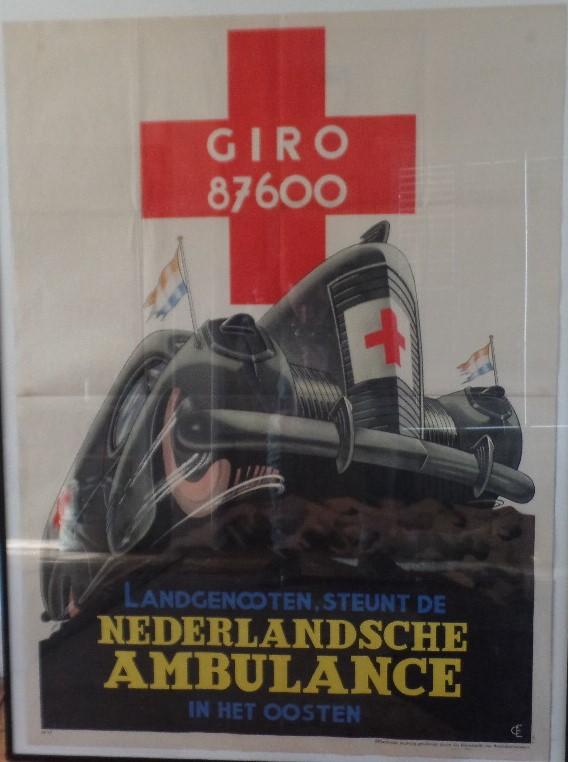 GIRO
87600
LANDGENOOTEN, STEUNT DE
NEDERLANDSCHE
AMBULANCE
IN HET OOSTEN